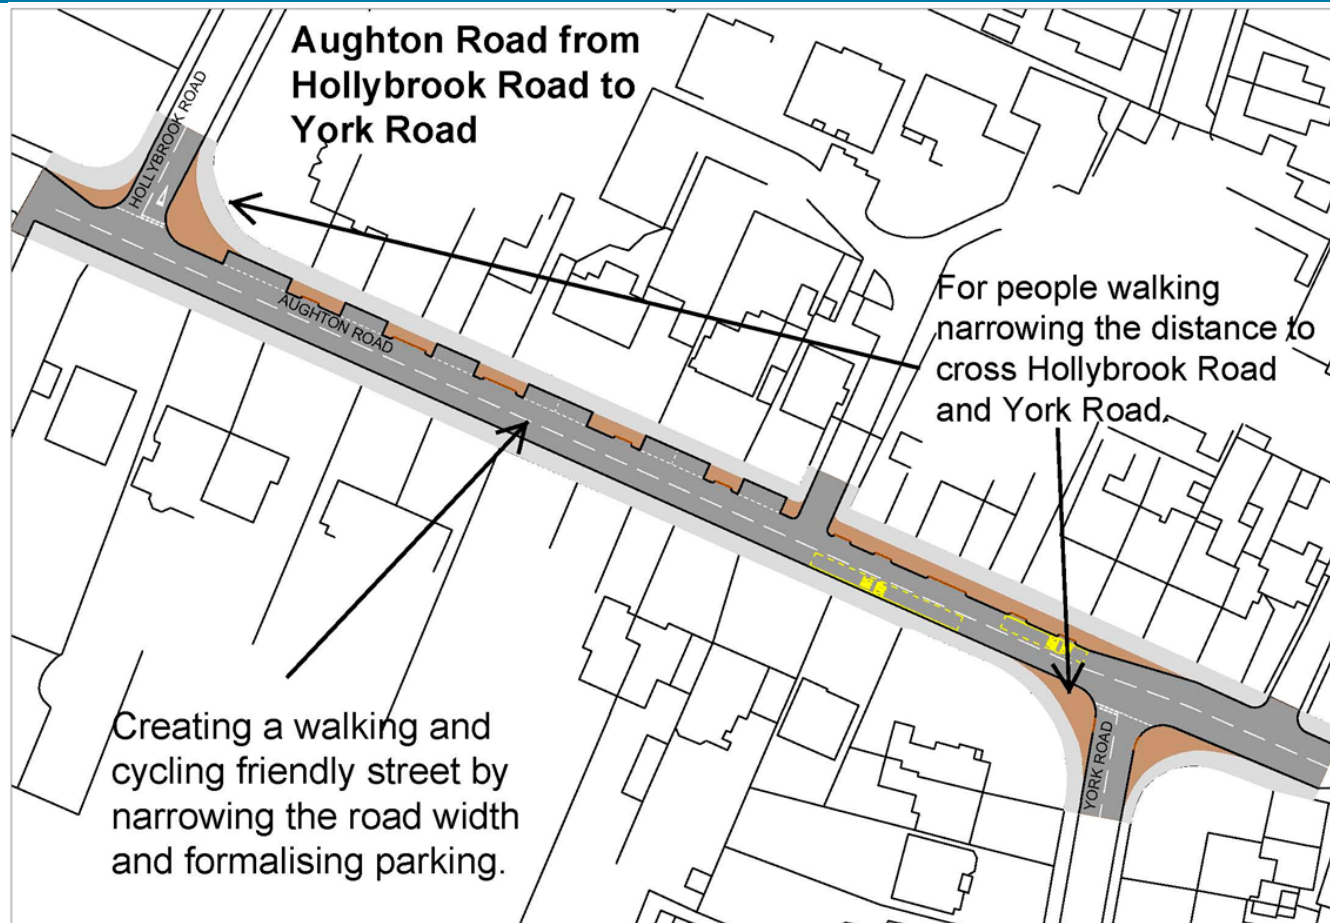 Aughton Road from
Hollybrook Road to
York Road
HOLLYBROOK ROAD
AUGHTON ROAD
For people walking
narrowing the distance to
cross Hollybrook Road
and York Road.
Creating a walking and
cycling friendly street by
narrowing the road width
and formalising parking.
YORK ROAD